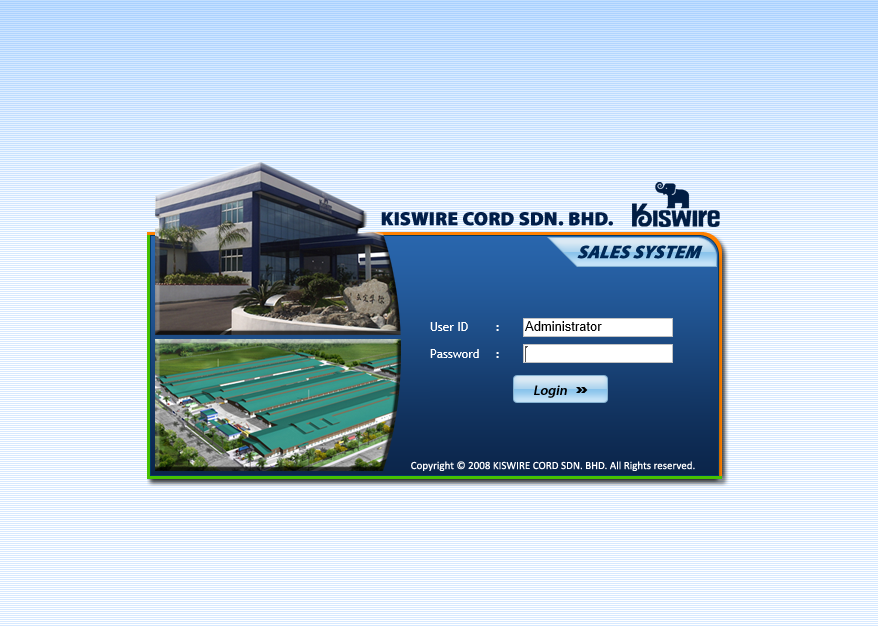 KISWIRE CORD SDN. BHD.
KISWIRE
SALES SYSTEM
User ID : Administrator
Password :
Login »
Copyright © 2008 KISWIRE CORD SDN. BHD. All Rights reserved.